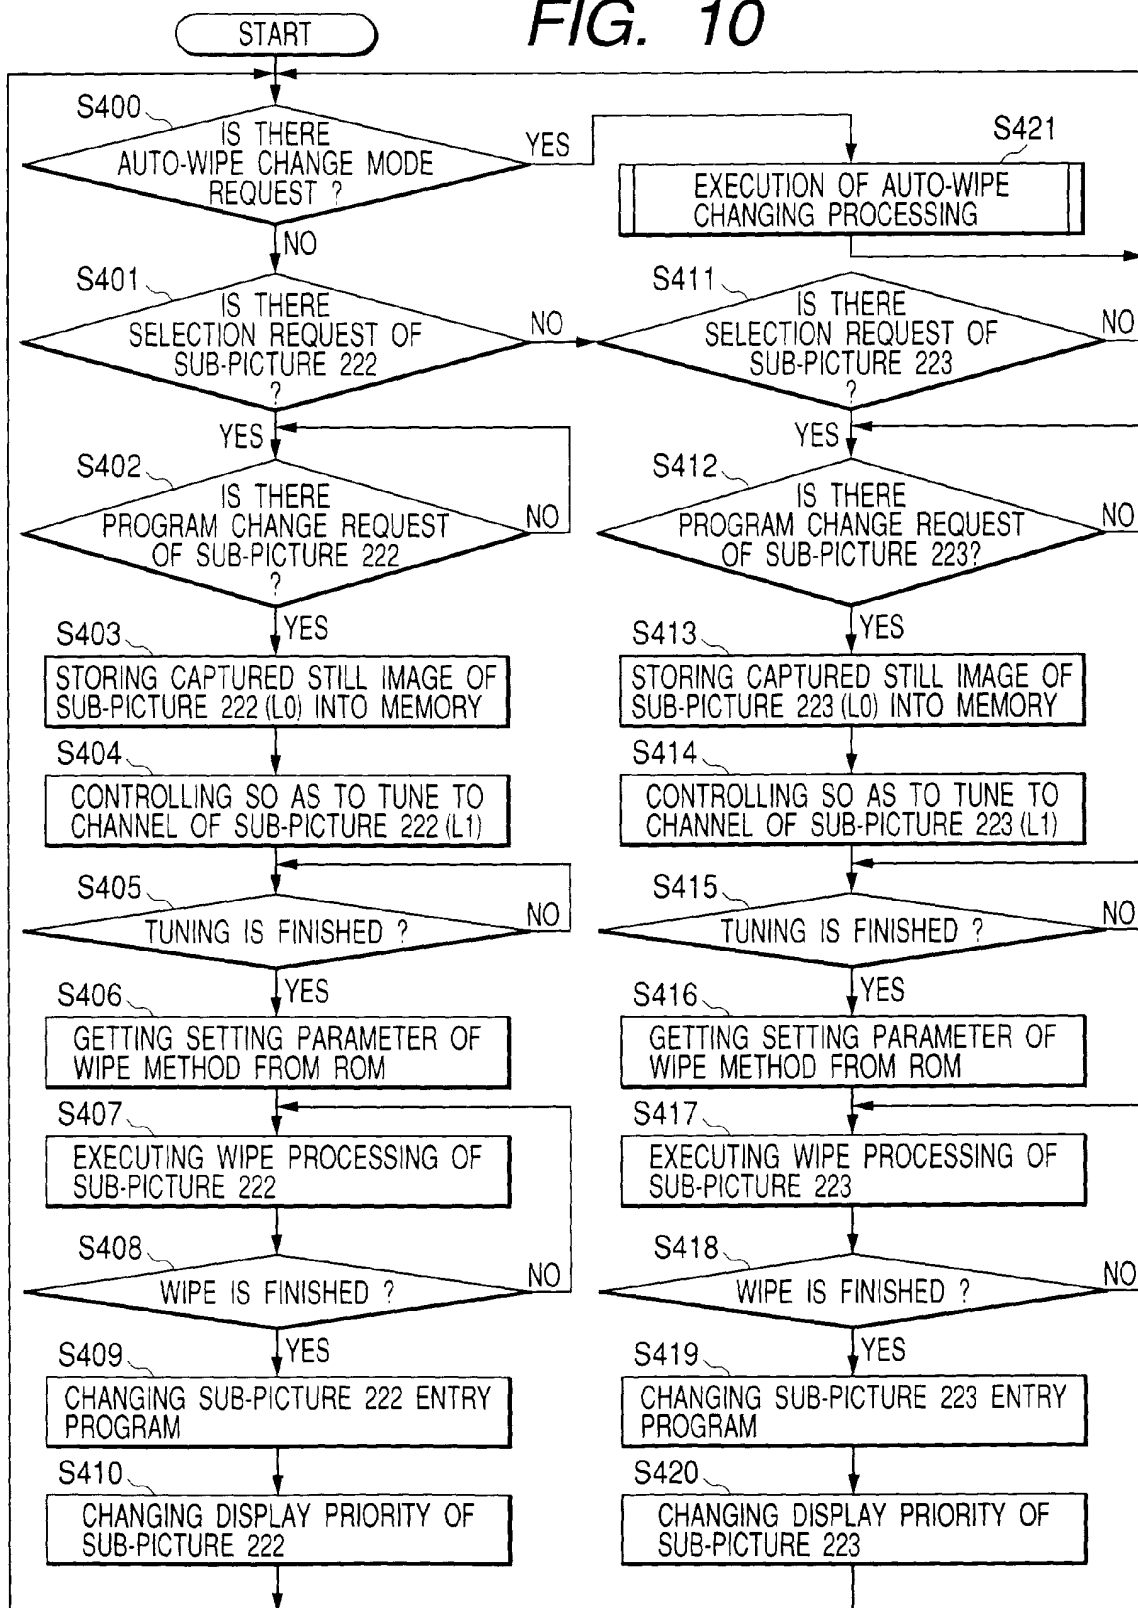 FIG. 10
START
S400
IS THERE
AUTO-WIPE CHANGE MODE
REQUEST ?
YES
NO
S421
EXECUTION OF AUTO-WIPE
CHANGING PROCESSING
S401
IS THERE
SELECTION REQUEST OF
SUB-PICTURE 222
?
NO
YES
S411
IS THERE
SELECTION REQUEST OF
SUB-PICTURE 223
?
NO
YES
S402
IS THERE
PROGRAM CHANGE REQUEST
OF SUB-PICTURE 222
?
NO
YES
S412
IS THERE
PROGRAM CHANGE REQUEST
OF SUB-PICTURE 223?
NO
YES
S403
STORING CAPTURED STILL IMAGE OF
SUB-PICTURE 222 (L0) INTO MEMORY
S413
STORING CAPTURED STILL IMAGE OF
SUB-PICTURE 223 (L0) INTO MEMORY
S404
CONTROLLING SO AS TO TUNE TO
CHANNEL OF SUB-PICTURE 222 (L1)
S414
CONTROLLING SO AS TO TUNE TO
CHANNEL OF SUB-PICTURE 223 (L1)
S405
TUNING IS FINISHED ?
NO
YES
S415
TUNING IS FINISHED ?
NO
YES
S406
GETTING SETTING PARAMETER OF
WIPE METHOD FROM ROM
S416
GETTING SETTING PARAMETER OF
WIPE METHOD FROM ROM
S407
EXECUTING WIPE PROCESSING OF
SUB-PICTURE 222
S417
EXECUTING WIPE PROCESSING OF
SUB-PICTURE 223
S408
WIPE IS FINISHED ?
NO
YES
S418
WIPE IS FINISHED ?
NO
YES
S409
CHANGING SUB-PICTURE 222 ENTRY
PROGRAM
S419
CHANGING SUB-PICTURE 223 ENTRY
PROGRAM
S410
CHANGING DISPLAY PRIORITY OF
SUB-PICTURE 222
S420
CHANGING DISPLAY PRIORITY OF
SUB-PICTURE 223